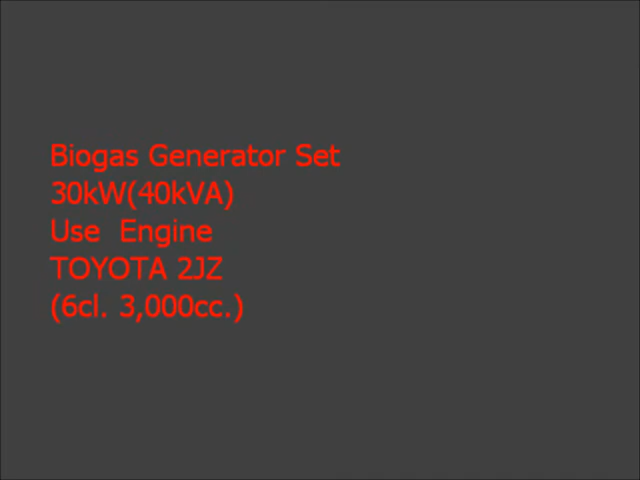 Biogas Generator Set
30kW(40kVA)
Use  Engine
TOYOTA 2JZ
(6cl. 3,000cc.)